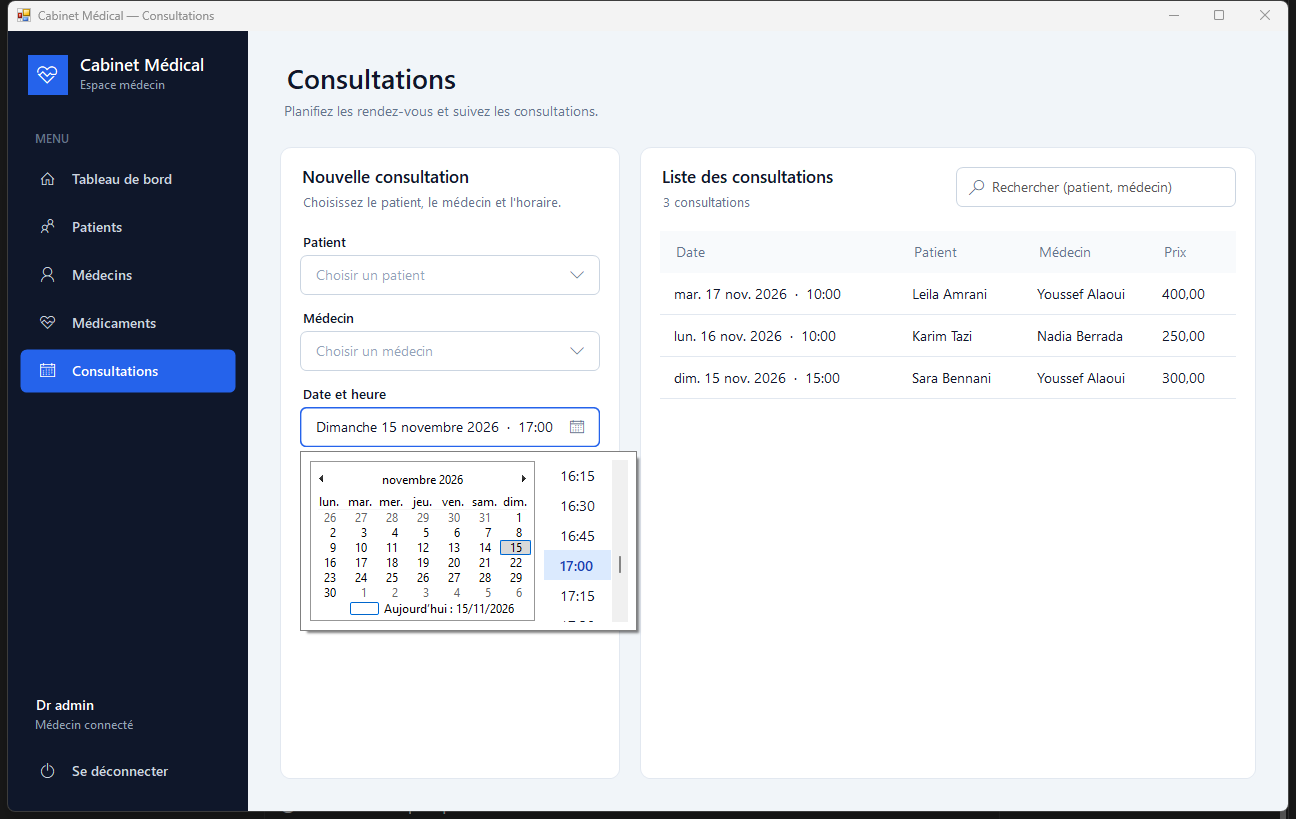 Cabinet Médical — Consultations
Cabinet Médical
Espace médecin
MENU
Tableau de bord
Patients
Médecins
Médicaments
Consultations
Dr admin
Médecin connecté
Se déconnecter
Consultations
Planifiez les rendez-vous et suivez les consultations.
Nouvelle consultation
Choisissez le patient, le médecin et l'horaire.
Patient
Choisir un patient
Médecin
Choisir un médecin
Date et heure
Dimanche 15 novembre 2026 · 17:00
novembre 2026
lun. mar. mer. jeu. ven. sam. dim.
26 27 28 29 30 31 1
2 3 4 5 6 7 8
9 10 11 12 13 14 15
16 17 18 19 20 21 22
23 24 25 26 27 28 29
30 1 2 3 4 5 6
Aujourd'hui : 15/11/2026
16:15
16:30
16:45
17:00
17:15
Liste des consultations
3 consultations
Rechercher (patient, médecin)
Date Patient Médecin Prix
mar. 17 nov. 2026 · 10:00 Leila Amrani Youssef Alaoui 400,00
lun. 16 nov. 2026 · 10:00 Karim Tazi Nadia Berrada 250,00
dim. 15 nov. 2026 · 15:00 Sara Bennani Youssef Alaoui 300,00